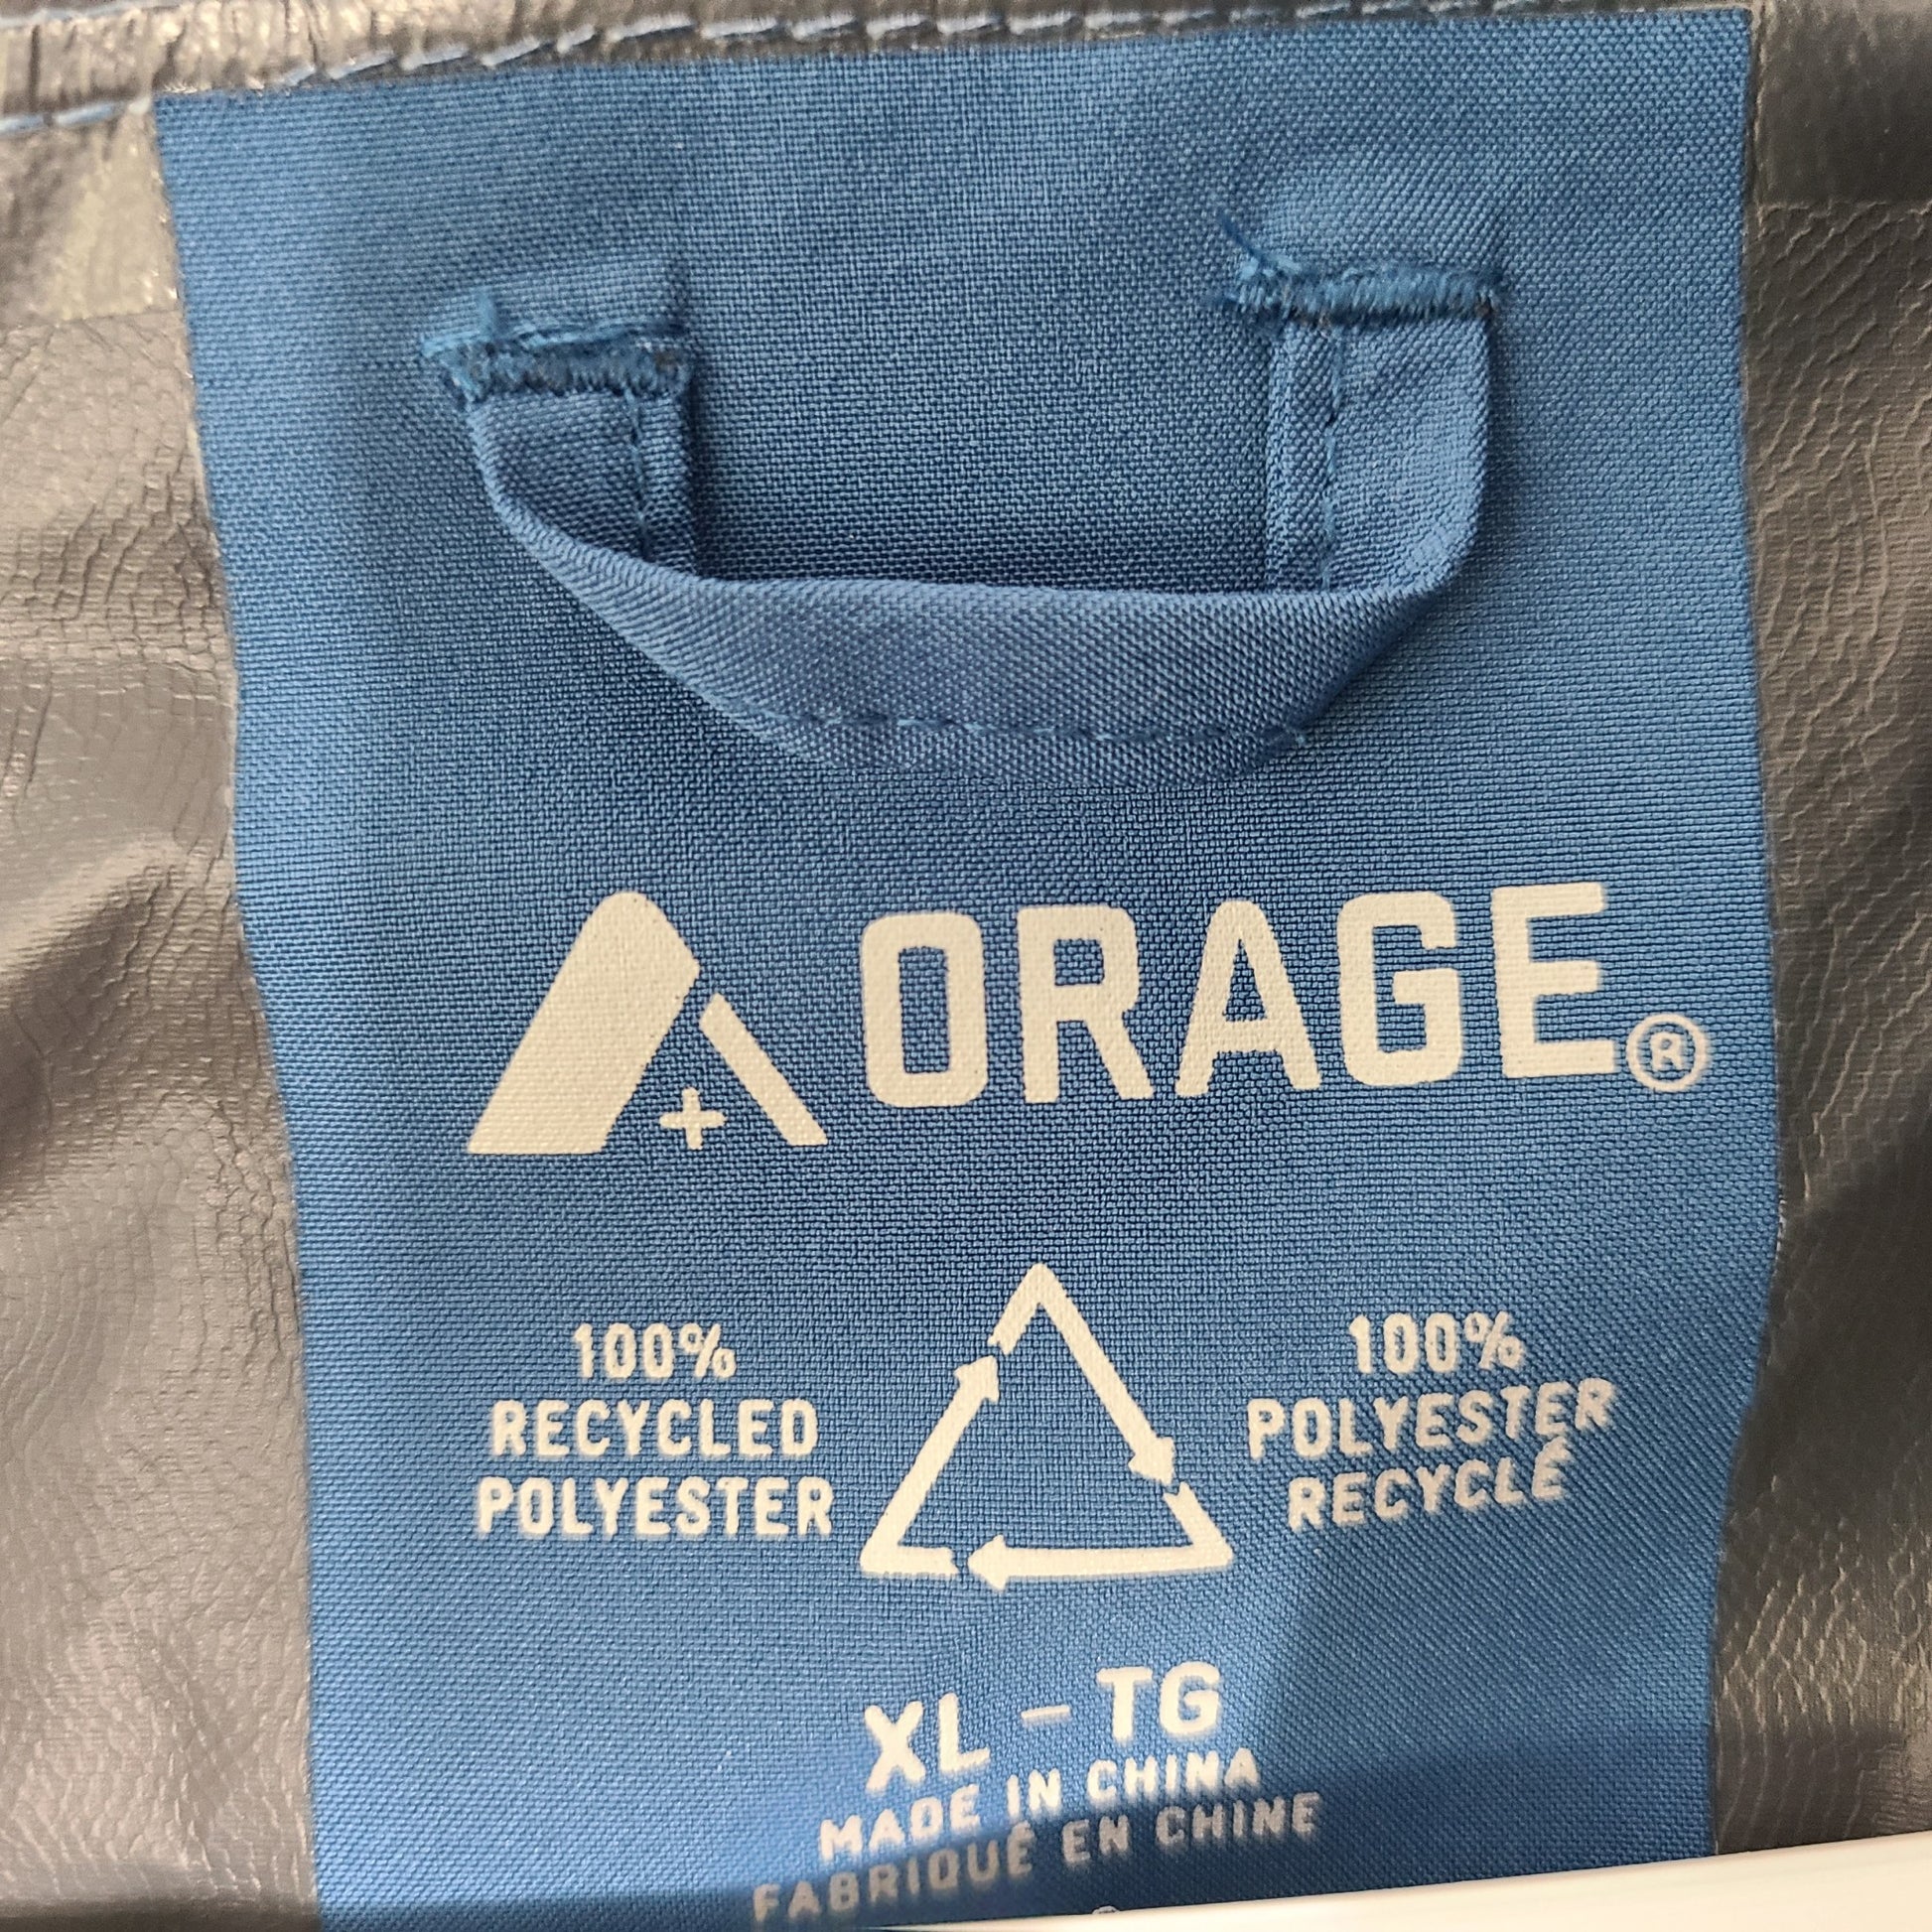 ORAGE®
100%
RECYCLED
POLYESTER
100%
POLYESTER
RECYCLÉ
XL - TG
MADE IN CHINA
FABRIQUÉ EN CHINE